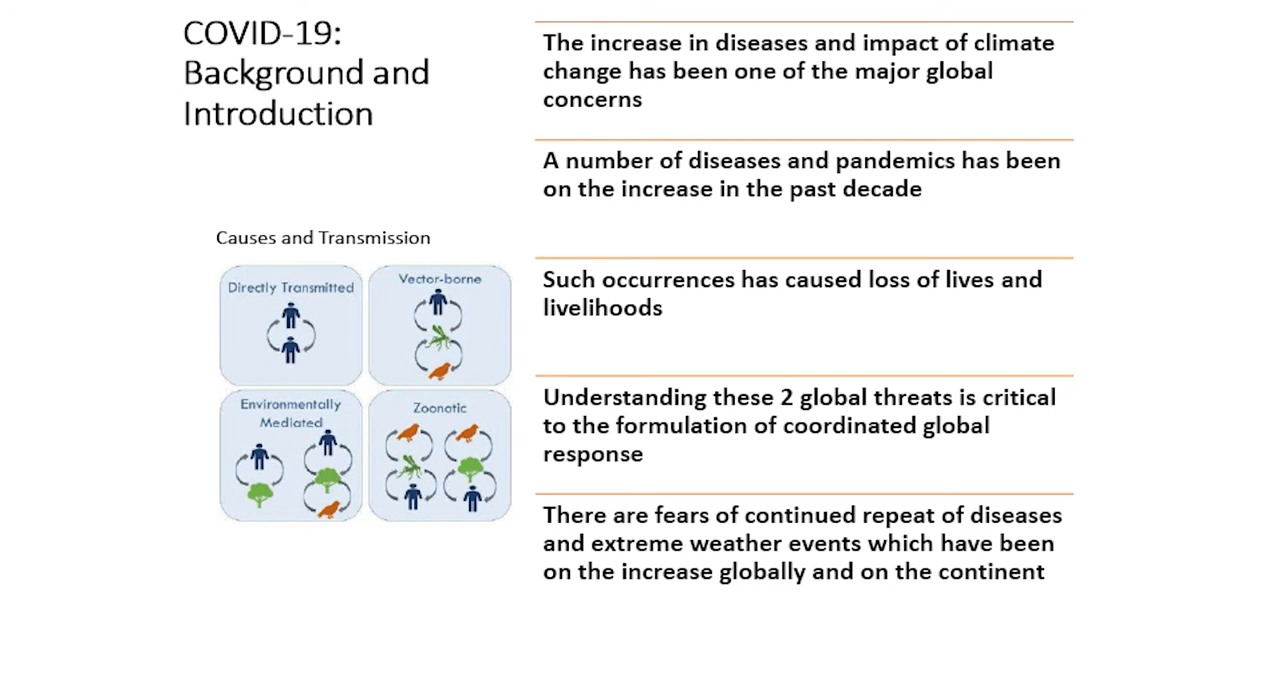 COVID-19:
Background and
Introduction
Causes and Transmission
Directly Transmitted
Vector-borne
Environmentally
Mediated
Zoonotic
The increase in diseases and impact of climate
change has been one of the major global
concerns
A number of diseases and pandemics has been
on the increase in the past decade
Such occurrences has caused loss of lives and
livelihoods
Understanding these 2 global threats is critical
to the formulation of coordinated global
response
There are fears of continued repeat of diseases
and extreme weather events which have been
on the increase globally and on the continent